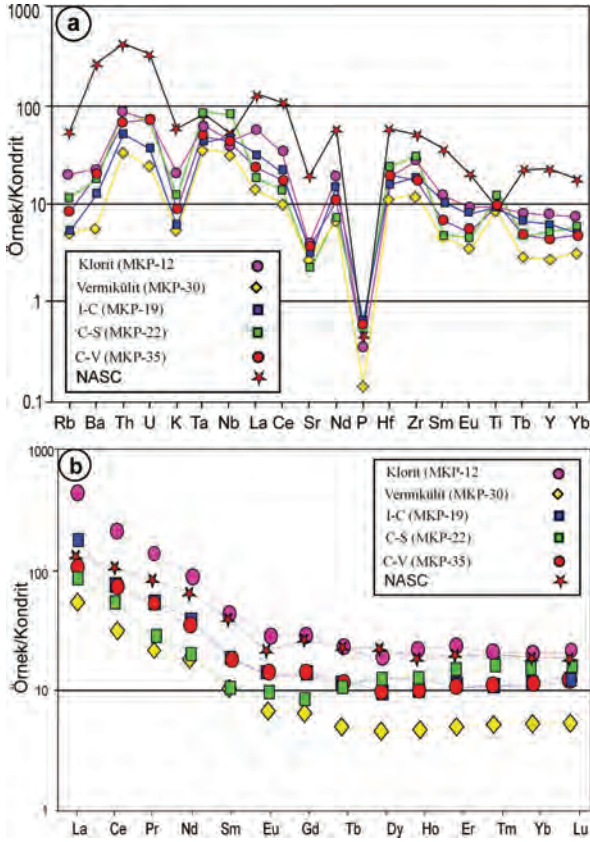 a
1000
100
10
1
0.1
Örnek/Kondrit
Klorit (MKP-12
Vermikülit (MKP-30)
I-C (MKP-19)
C-S (MKP-22)
C-V (MKP-35)
NASC
Rb Ba Th U K Ta Nb La Ce Sr Nd P Hf Zr Sm Eu Ti Tb Y Yb
b
1000
100
10
1
Örnek/Kondrit
Klorit (MKP-12
Vermikülit (MKP-30)
I-C (MKP-19)
C-S (MKP-22)
C-V (MKP-35)
NASC
La Ce Pr Nd Sm Eu Gd Tb Dy Ho Er Tm Yb Lu